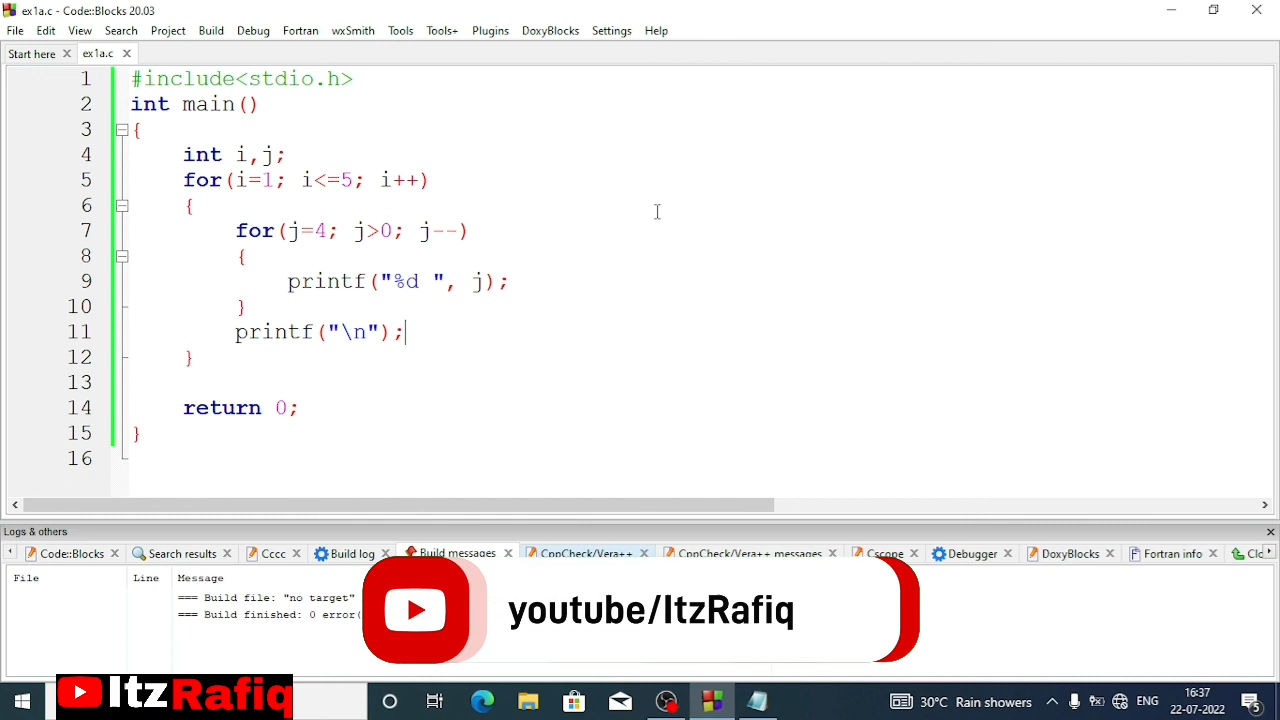 ex1a.c - Code::Blocks 20.03
File Edit View Search Project Build Debug Fortran wxSmith Tools Tools+ Plugins DoxyBlocks Settings Help
Start here ex1a.c
1 #include<stdio.h>
2 int main()
3 {
4 int i,j;
5 for(i=1; i<=5; i++)
6 {
7 for(j=4; j>0; j--)
8 {
9 printf("%d ", j);
10 }
11 printf("\n");
12 }
13
14 return 0;
15 }
16
Logs & others
Code::Blocks Search results Cccc Build log Build messages CppCheck/Vera++ CppCheck/Vera++ messages Cscope Debugger DoxyBlocks Fortran info
File Line Message
=== Build file: "no target"
=== Build finished: 0 error(
youtube/ItzRafiq
ItzRafiq
30°C Rain showers ENG 16:37
22-07-2022
5